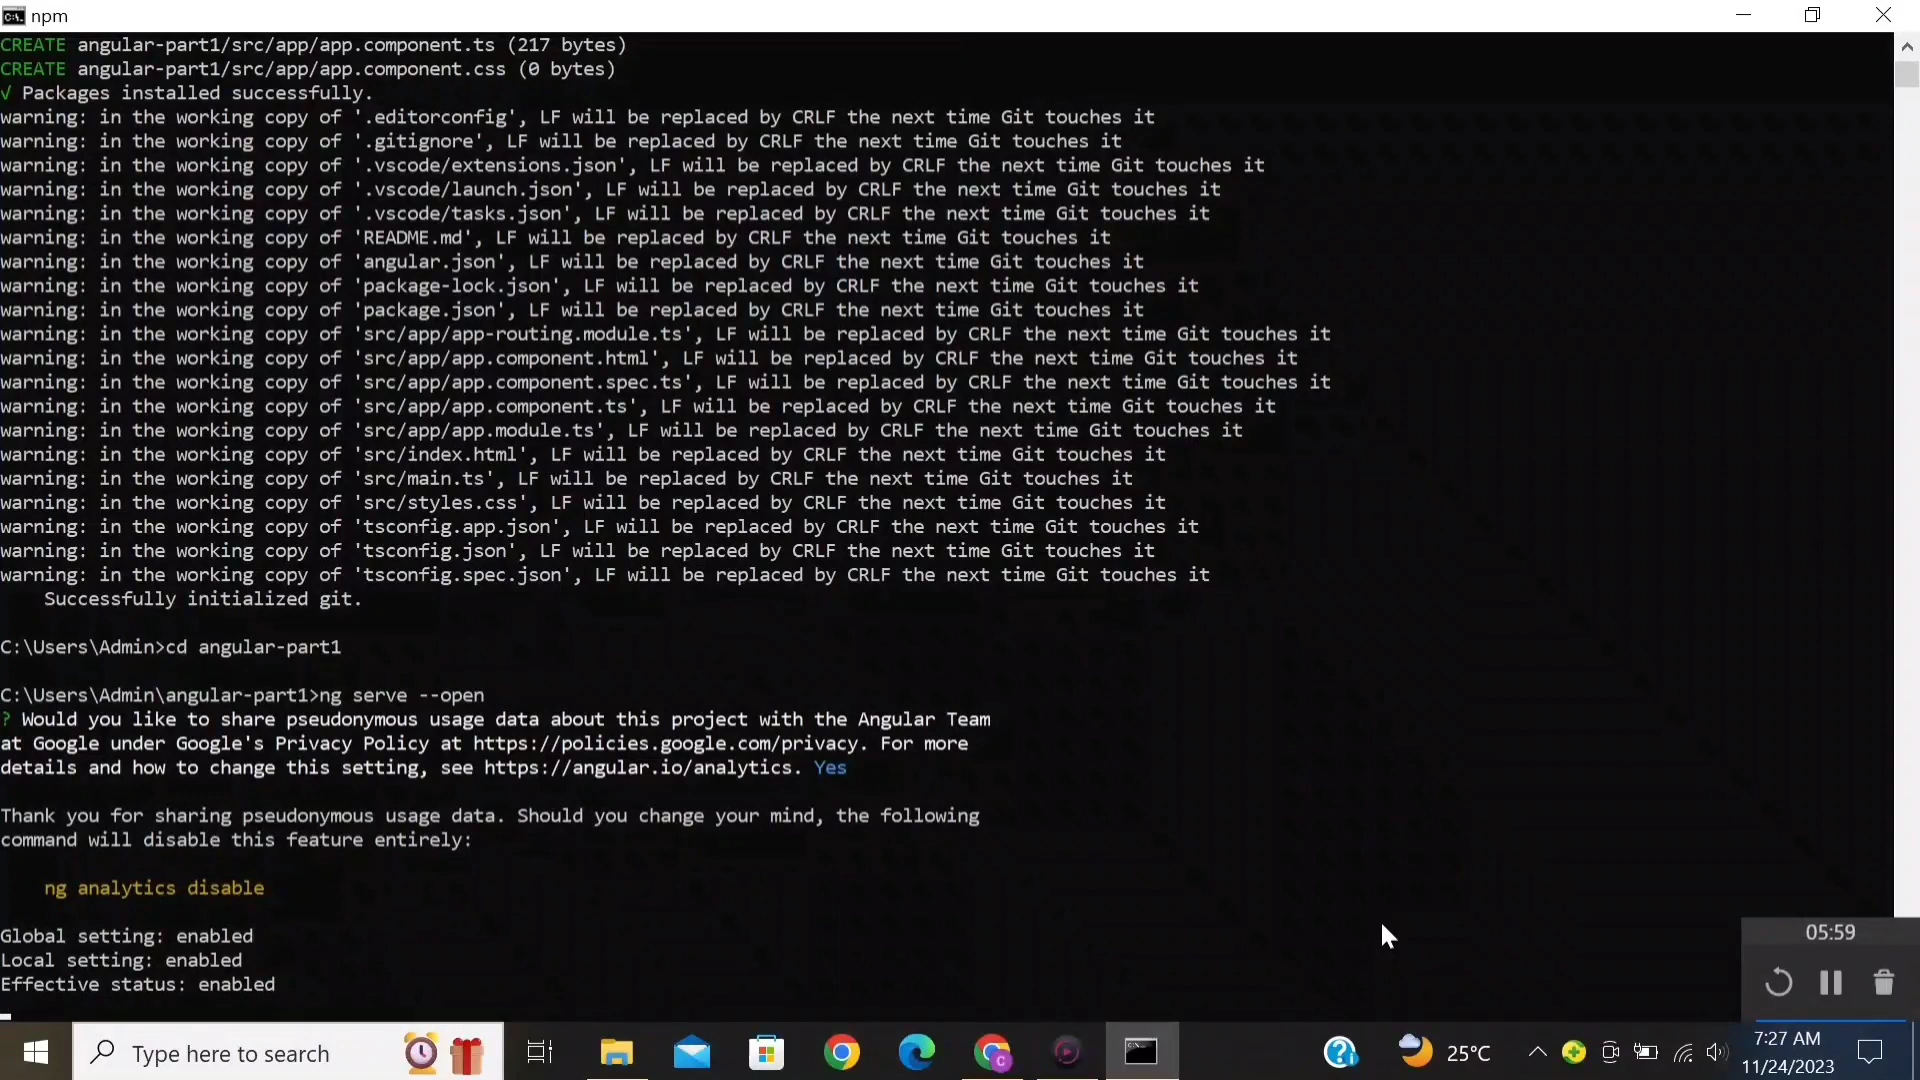 npm
CREATE angular-part1/src/app/app.component.ts (217 bytes)
CREATE angular-part1/src/app/app.component.css (0 bytes)
√ Packages installed successfully.
warning: in the working copy of '.editorconfig', LF will be replaced by CRLF the next time Git touches it
warning: in the working copy of '.gitignore', LF will be replaced by CRLF the next time Git touches it
warning: in the working copy of '.vscode/extensions.json', LF will be replaced by CRLF the next time Git touches it
warning: in the working copy of '.vscode/launch.json', LF will be replaced by CRLF the next time Git touches it
warning: in the working copy of '.vscode/tasks.json', LF will be replaced by CRLF the next time Git touches it
warning: in the working copy of 'README.md', LF will be replaced by CRLF the next time Git touches it
warning: in the working copy of 'angular.json', LF will be replaced by CRLF the next time Git touches it
warning: in the working copy of 'package-lock.json', LF will be replaced by CRLF the next time Git touches it
warning: in the working copy of 'package.json', LF will be replaced by CRLF the next time Git touches it
warning: in the working copy of 'src/app/app-routing.module.ts', LF will be replaced by CRLF the next time Git touches it
warning: in the working copy of 'src/app/app.component.html', LF will be replaced by CRLF the next time Git touches it
warning: in the working copy of 'src/app/app.component.spec.ts', LF will be replaced by CRLF the next time Git touches it
warning: in the working copy of 'src/app/app.component.ts', LF will be replaced by CRLF the next time Git touches it
warning: in the working copy of 'src/app/app.module.ts', LF will be replaced by CRLF the next time Git touches it
warning: in the working copy of 'src/index.html', LF will be replaced by CRLF the next time Git touches it
warning: in the working copy of 'src/main.ts', LF will be replaced by CRLF the next time Git touches it
warning: in the working copy of 'src/styles.css', LF will be replaced by CRLF the next time Git touches it
warning: in the working copy of 'tsconfig.app.json', LF will be replaced by CRLF the next time Git touches it
warning: in the working copy of 'tsconfig.json', LF will be replaced by CRLF the next time Git touches it
warning: in the working copy of 'tsconfig.spec.json', LF will be replaced by CRLF the next time Git touches it
Successfully initialized git.
C:\Users\Admin>cd angular-part1
C:\Users\Admin\angular-part1>ng serve --open
? Would you like to share pseudonymous usage data about this project with the Angular Team
at Google under Google's Privacy Policy at https://policies.google.com/privacy. For more
details and how to change this setting, see https://angular.io/analytics. Yes
Thank you for sharing pseudonymous usage data. Should you change your mind, the following
command will disable this feature entirely:
ng analytics disable
Global setting: enabled
Local setting: enabled
Effective status: enabled
05:59
Type here to search
25°C
7:27 AM
11/24/2023